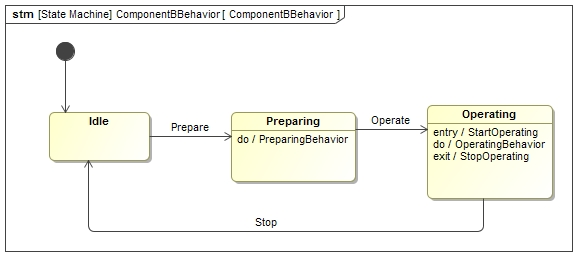 stm [State Machine] ComponentBBehavior [ ComponentBBehavior ]
Idle
Prepare
Preparing
do / PreparingBehavior
Operate
Operating
entry / StartOperating
do / OperatingBehavior
exit / StopOperating
Stop